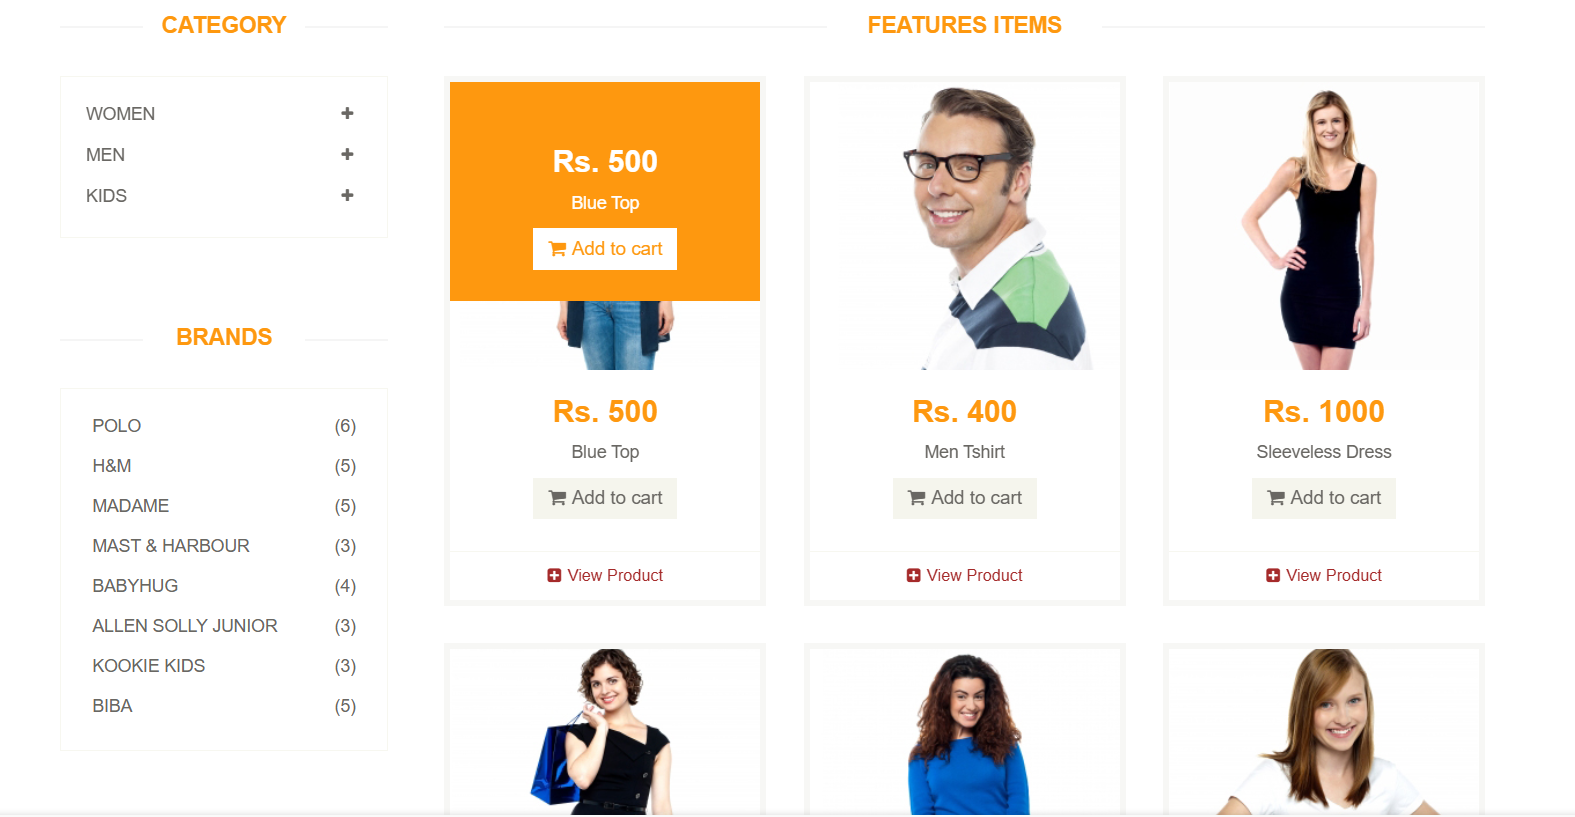 CATEGORY
WOMEN
MEN
KIDS
BRANDS
POLO (6)
H&M (5)
MADAME (5)
MAST & HARBOUR (3)
BABYHUG (4)
ALLEN SOLLY JUNIOR (3)
KOOKIE KIDS (3)
BIBA (5)
FEATURES ITEMS
Rs. 500
Blue Top
Add to cart
Rs. 500
Blue Top
Add to cart
View Product
Rs. 400
Men Tshirt
Add to cart
View Product
Rs. 1000
Sleeveless Dress
Add to cart
View Product